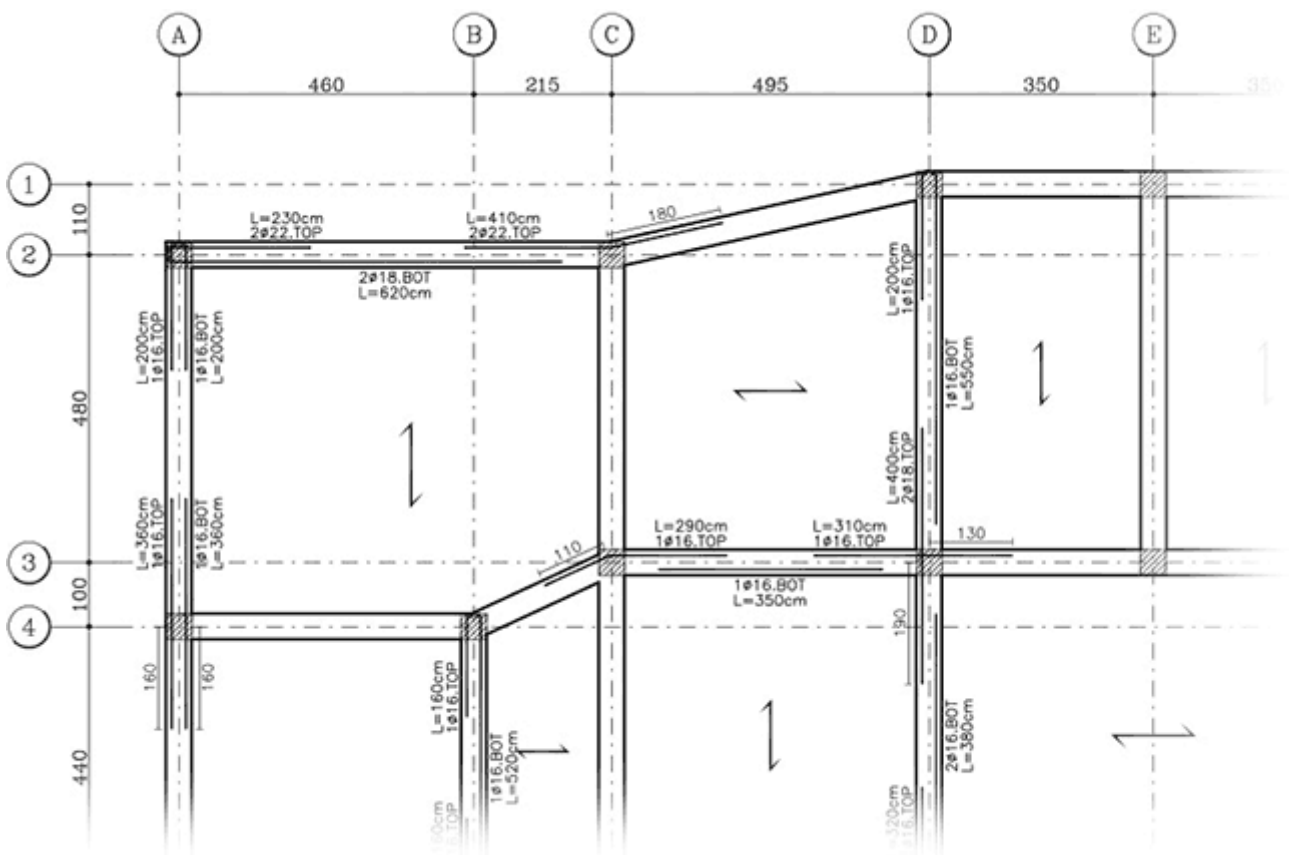 A
B
C
D
E
460
215
495
350
350
1
110
2
L=230cm
2ø22.TOP
L=410cm
2ø22.TOP
180
2ø18.BOT
L=620cm
L=200cm
1ø16.TOP
L=200cm
1ø16.TOP
1ø16.BOT
L=200cm
1ø16.BOT
L=550cm
480
L=400cm
2ø18.TOP
L=360cm
1ø16.TOP
1ø16.BOT
L=360cm
L=290cm
1ø16.TOP
L=310cm
1ø16.TOP
130
110
3
1ø16.BOT
L=350cm
100
4
190
160
160
L=160cm
1ø16.TOP
1ø16.BOT
L=520cm
2ø16.BOT
L=380cm
440
ø16.TOP